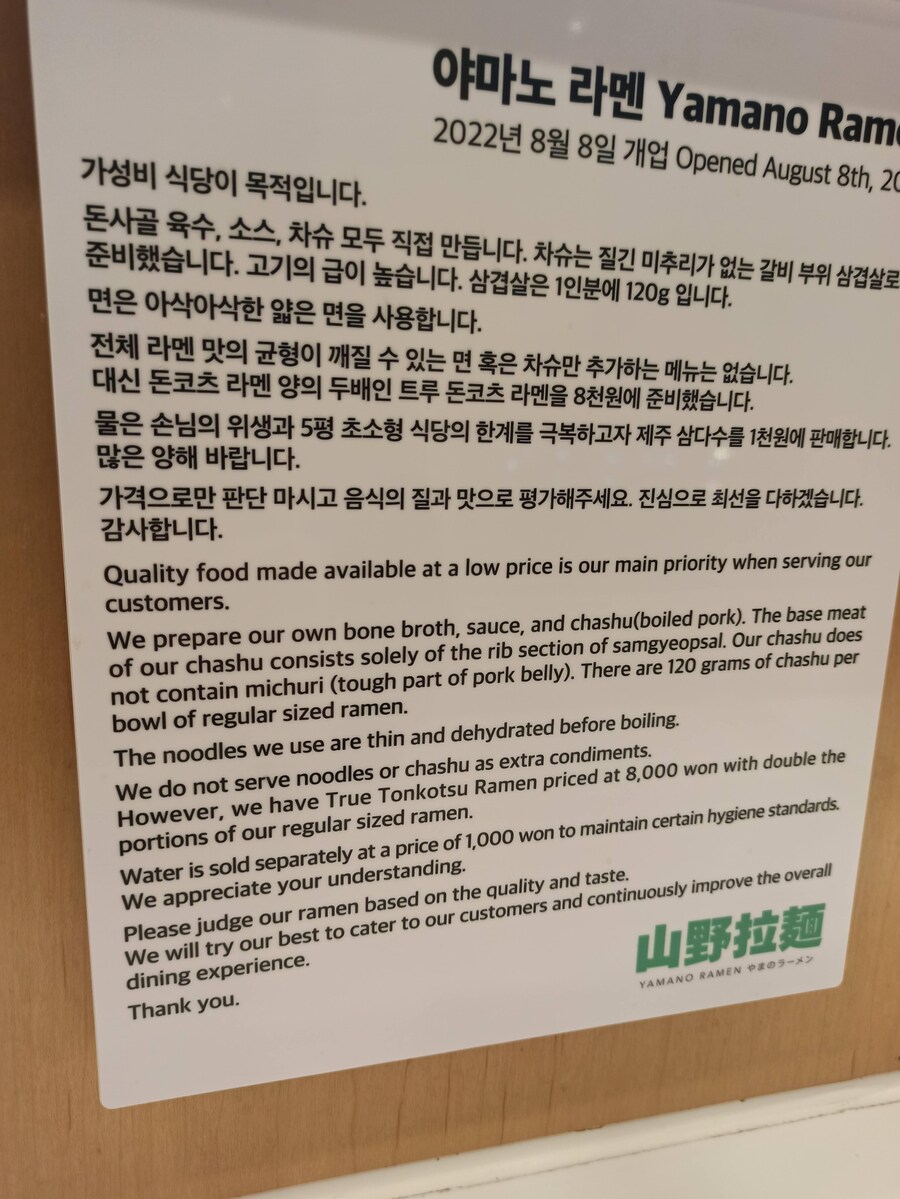 야마노 라멘 Yamano Rame
2022년 8월 8일 개업 Opened August 8th, 20
가성비 식당이 목적입니다.
돈사골 육수, 소스, 차슈 모두 직접 만듭니다. 차슈는 질긴 미추리가 없는 갈비 부위 삼겹살로
준비했습니다. 고기의 급이 높습니다. 삼겹살은 1인분에 120g 입니다.
면은 아삭아삭한 얇은 면을 사용합니다.
전체 라멘 맛의 균형이 깨질 수 있는 면 혹은 차슈만 추가하는 메뉴는 없습니다.
대신 돈코츠 라멘 양의 두배인 트루 돈코츠 라멘을 8천원에 준비했습니다.
물은 손님의 위생과 5평 초소형 식당의 한계를 극복하고자 제주 삼다수를 1천원에 판매합니다.
많은 양해 바랍니다.
가격으로만 판단 마시고 음식의 질과 맛으로 평가해주세요. 진심으로 최선을 다하겠습니다.
감사합니다.
Quality food made available at a low price is our main priority when serving our
customers.
We prepare our own bone broth, sauce, and chashu(boiled pork). The base meat
of our chashu consists solely of the rib section of samgyeopsal. Our chashu does
not contain michuri (tough part of pork belly). There are 120 grams of chashu per
bowl of regular sized ramen.
The noodles we use are thin and dehydrated before boiling.
We do not serve noodles or chashu as extra condiments.
However, we have True Tonkotsu Ramen priced at 8,000 won with double the
portions of our regular sized ramen.
Water is sold separately at a price of 1,000 won to maintain certain hygiene standards.
We appreciate your understanding.
Please judge our ramen based on the quality and taste.
We will try our best to cater to our customers and continuously improve the overall
dining experience.
Thank you.
山野拉麺
YAMANO RAMEN やまのラーメン